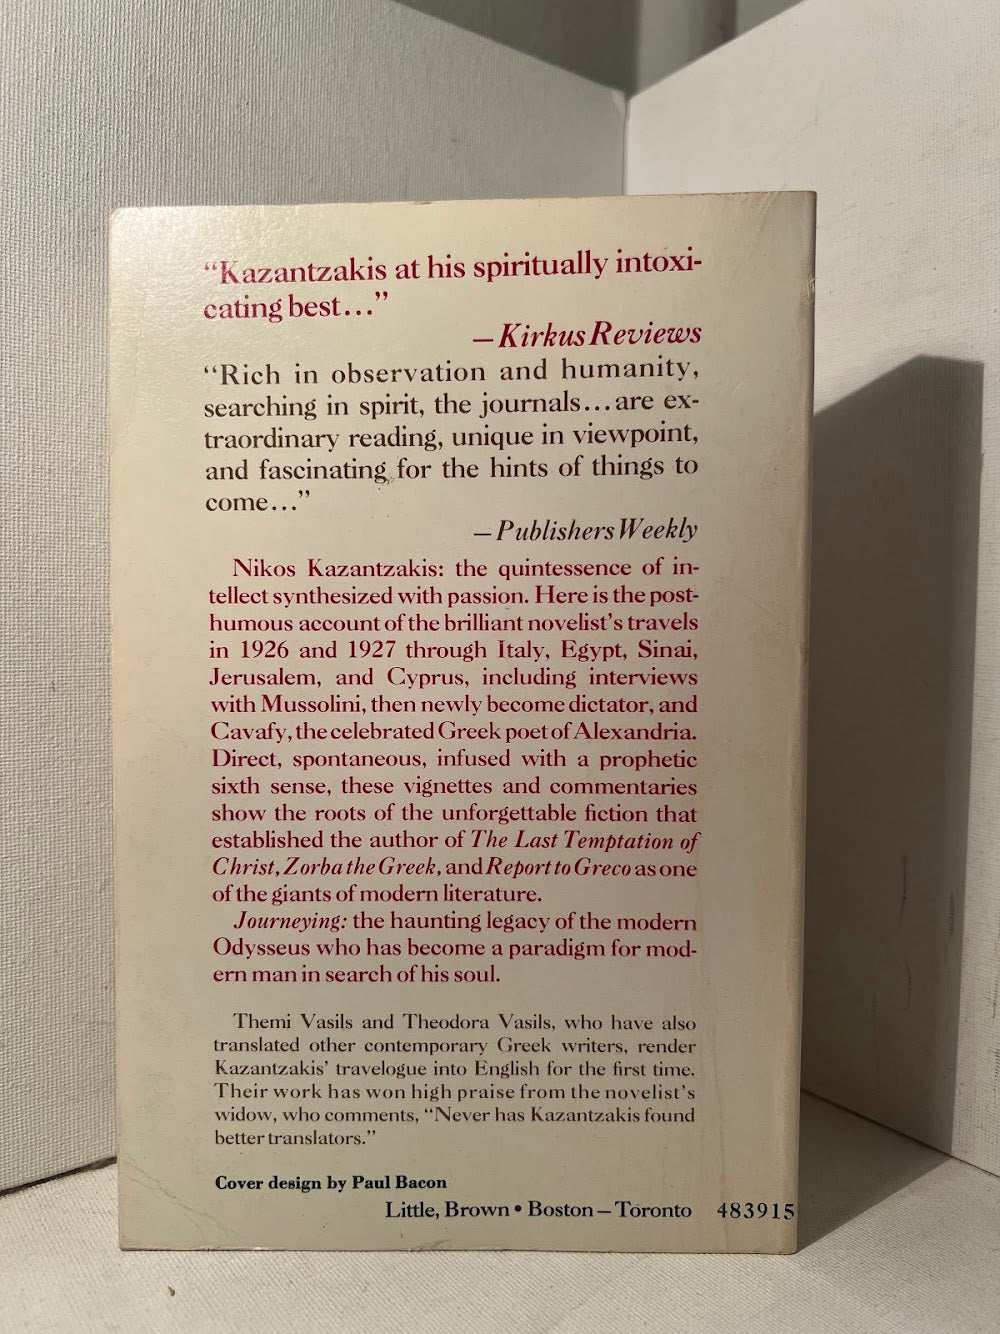 “Kazantzakis at his spiritually intoxi-
cating best...”
—Kirkus Reviews
“Rich in observation and humanity,
searching in spirit, the journals...are ex-
traordinary reading, unique in viewpoint,
and fascinating for the hints of things to
come...”
—Publishers Weekly
Nikos Kazantzakis: the quintessence of in-
tellect synthesized with passion. Here is the post-
humous account of the brilliant novelist’s travels
in 1926 and 1927 through Italy, Egypt, Sinai,
Jerusalem, and Cyprus, including interviews
with Mussolini, then newly become dictator, and
Cavafy, the celebrated Greek poet of Alexandria.
Direct, spontaneous, infused with a prophetic
sixth sense, these vignettes and commentaries
show the roots of the unforgettable fiction that
established the author of The Last Temptation of
Christ, Zorba the Greek, and Report to Greco as one
of the giants of modern literature.
Journeying: the haunting legacy of the modern
Odysseus who has become a paradigm for mod-
ern man in search of his soul.
Themi Vasils and Theodora Vasils, who have also
translated other contemporary Greek writers, render
Kazantzakis’ travelogue into English for the first time.
Their work has won high praise from the novelist’s
widow, who comments, “Never has Kazantzakis found
better translators.”
Cover design by Paul Bacon
Little, Brown • Boston—Toronto 483915